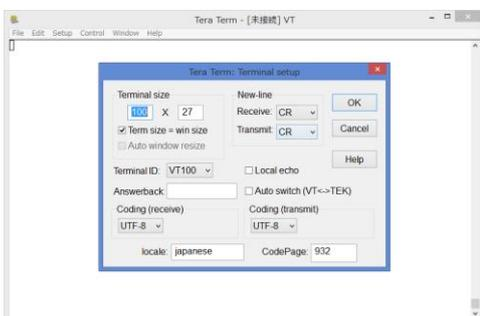 Tera Term - [未接続] VT
File Edit Setup Control Window Help
Tera Term: Terminal setup
Terminal size
100 X 27
Term size = win size
Auto window resize
New-line
Receive: CR
Transmit: CR
OK
Cancel
Help
Terminal ID: VT100
Local echo
Answerback:
Auto switch (VT<->TEK)
Coding (receive)
UTF-8
Coding (transmit)
UTF-8
locale: japanese
CodePage: 932